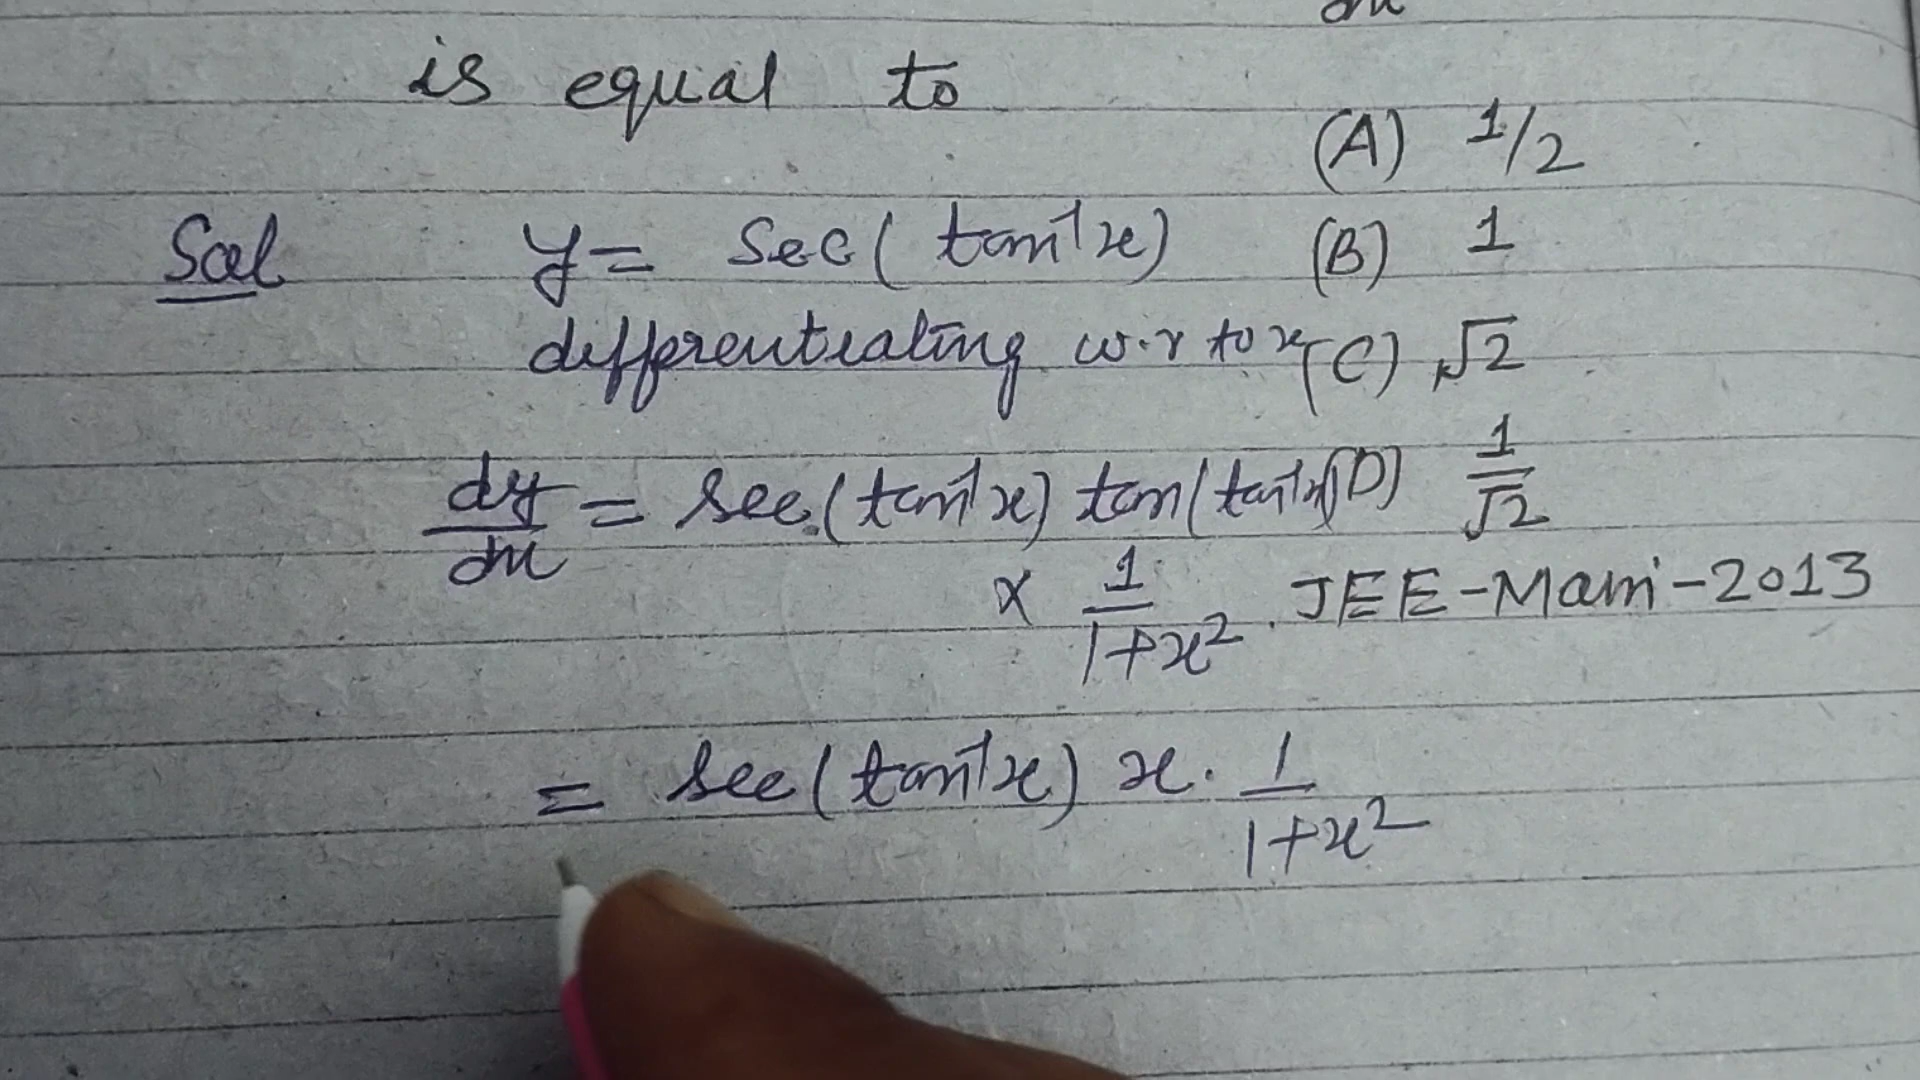 is equal to
(A) 1/2
Sol y = Sec(tan⁻¹x) (B) 1
differentiating w.r to x (C) √2
dy/dx = sec(tan⁻¹x) tan(tan⁻¹x) (D) 1/√2
× 1/1+x². JEE-Main-2013
= sec(tan⁻¹x) x · 1/1+x²